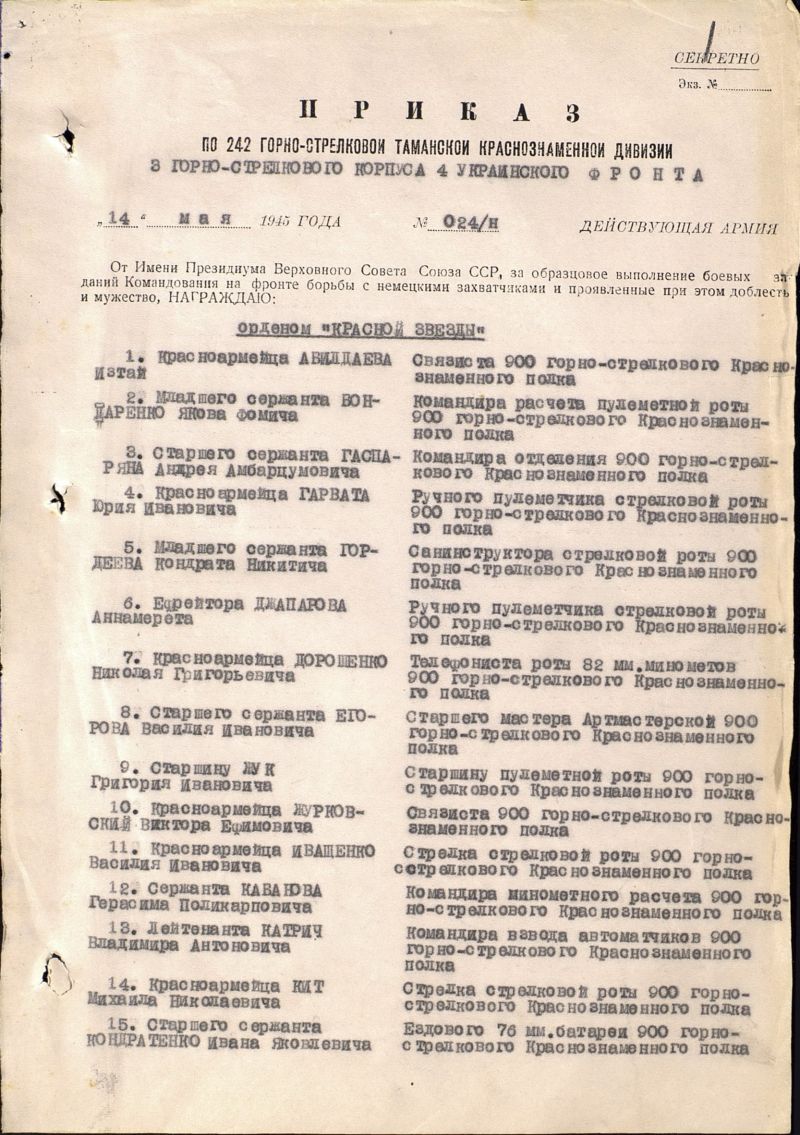 СЕКРЕТНО
Экз. №
ПРИКАЗ
ПО 242 ГОРНО-СТРЕЛКОВОЙ ТАМАНСКОЙ КРАСНОЗНАМЕННОЙ ДИВИЗИИ
3 ГОРНО-СТРЕЛКОВОГО КОРПУСА 4 УКРАИНСКОГО ФРОНТА
„14“ мая 1945 ГОДА № 024/н ДЕЙСТВУЮЩАЯ АРМИЯ
От Имени Президиума Верховного Совета Союза ССР, за образцовое выполнение боевых за
даний Командования на фронте борьбы с немецкими захватчиками и проявленные при этом доблесть
и мужество, НАГРАЖДАЮ:
ОРДЕНОМ "КРАСНОЙ ЗВЕЗДЫ"
1. Красноармейца АБИЛДАЕВА
Изтай
Связиста 900 горно-стрелкового Красно-
знаменного полка
2. Младшего сержанта БОН-
ДАРЕНКО Якова Фомича
Командира расчета пулеметной роты
900 горно-стрелкового Краснознамен-
ного полка
3. Старшего сержанта ГАСПА-
РЯНА Андрея Амбарцумовича
Командира отделения 900 горно-стрел-
кового Краснознаменного полка
4. Красноармейца ГАРВАТА
Юрия Ивановича
Ручного пулеметчика стрелковой роты
900 горно-стрелкового Краснознаменно-
го полка
5. Младшего сержанта ГОР-
ДЕЕВА Кондрата Никитича
Санинструктора стрелковой роты 900
горно-стрелкового Краснознаменного
полка
6. Ефрейтора ДЖАПАРОВА
Аннамерета
Ручного пулеметчика стрелковой роты
900 горно-стрелкового Краснознаменно-
го полка
7. Красноармейца ДОРОШЕНКО
Николая Григорьевича
Телефониста роты 82 мм.минометов
900 горно-стрелкового Краснознаменно-
го полка
8. Старшего сержанта ЕГО-
РОВА Василия Ивановича
Старшего мастера Артмастерской 900
горно-стрелкового Краснознаменного
полка
9. Старшину ЖУК
Григория Ивановича
Старшину пулеметной роты 900 горно-
стрелкового Краснознаменного полка
10. Красноармейца ЖУРКОВ-
СКИЙ Виктора Ефимовича
Связиста 900 горно-стрелкового Красно-
знаменного полка
11. Красноармейца ИВАЩЕНКО
Василия Ивановича
Стрелка стрелковой роты 900 горно-
сстрелкового Краснознаменного полка
12. Сержанта КАБАНОВА
Герасима Поликарповича
Командира минометного расчета 900 гор-
но-стрелкового Краснознаменного полка
13. Лейтенанта КАТРИЧ
Владимира Антоновича
Командира взвода автоматчиков 900
горно-стрелкового Краснознаменного
полка
14. Красноармейца КИТ
Михаила Николаевича
Стрелка стрелковой роты 900 горно-
стрелкового Краснознаменного полка
15. Старшего сержанта
КОНДРАТЕНКО Ивана Яковлевича
Ездового 76 мм.батареи 900 горно-
стрелкового Краснознаменного полка